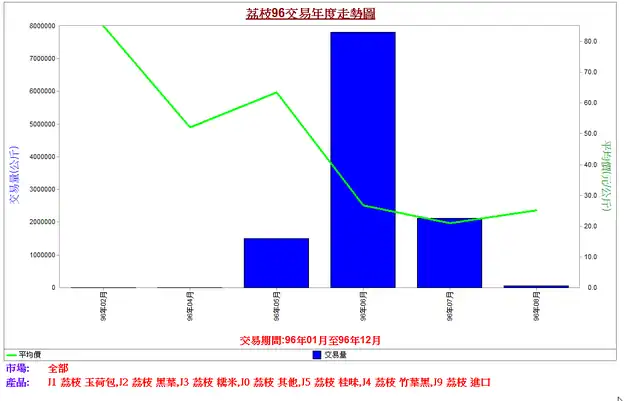 荔枝96交易年度走勢圖
8000000
7000000
6000000
5000000
4000000
3000000
2000000
1000000
0
交易量(公斤)
80.0
70.0
60.0
50.0
40.0
30.0
20.0
10.0
0.0
平均價(元/公斤)
96年02月
96年04月
96年05月
96年06月
96年07月
96年08月
交易期間:96年01月至96年12月
平均價
交易量
市場: 全部
產品: J1 荔枝 玉荷包,J2 荔枝 黑葉,J3 荔枝 糯米,J0 荔枝 其他,J5 荔枝 桂味,J4 荔枝 竹葉黑,J9 荔枝 進口